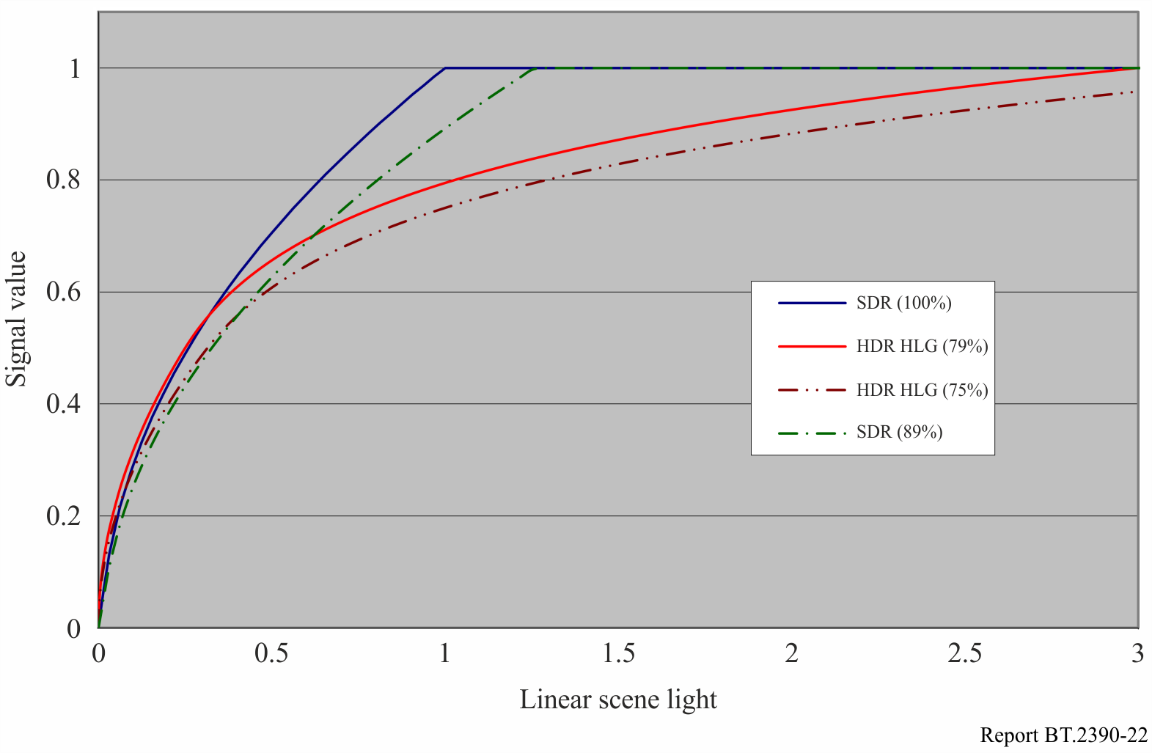 1
0.8
0.6
0.4
0.2
0
Signal value
SDR (100%)
HDR HLG (79%)
HDR HLG (75%)
SDR (89%)
0 0.5 1 1.5 2 2.5 3
Linear scene light
Report BT.2390-22